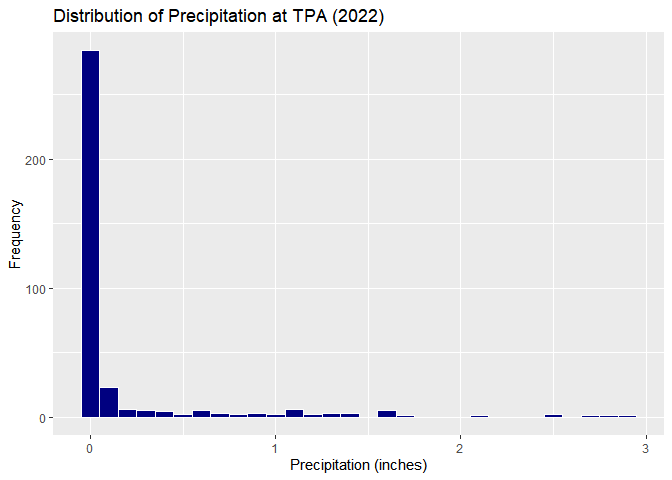 Distribution of Precipitation at TPA (2022)
Frequency
200
100
0
0 1 2 3
Precipitation (inches)